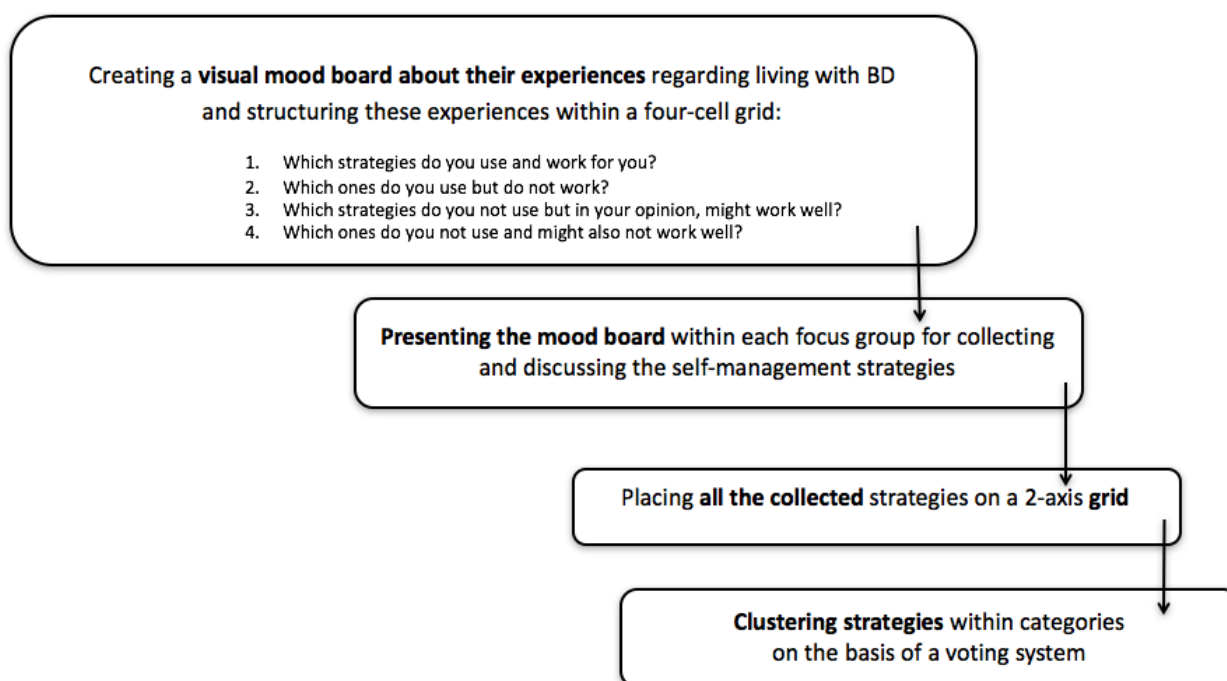 Creating a visual mood board about their experiences regarding living with BD
and structuring these experiences within a four-cell grid:
1. Which strategies do you use and work for you?
2. Which ones do you use but do not work?
3. Which strategies do you not use but in your opinion, might work well?
4. Which ones do you not use and might also not work well?
Presenting the mood board within each focus group for collecting
and discussing the self-management strategies
Placing all the collected strategies on a 2-axis grid
Clustering strategies within categories
on the basis of a voting system